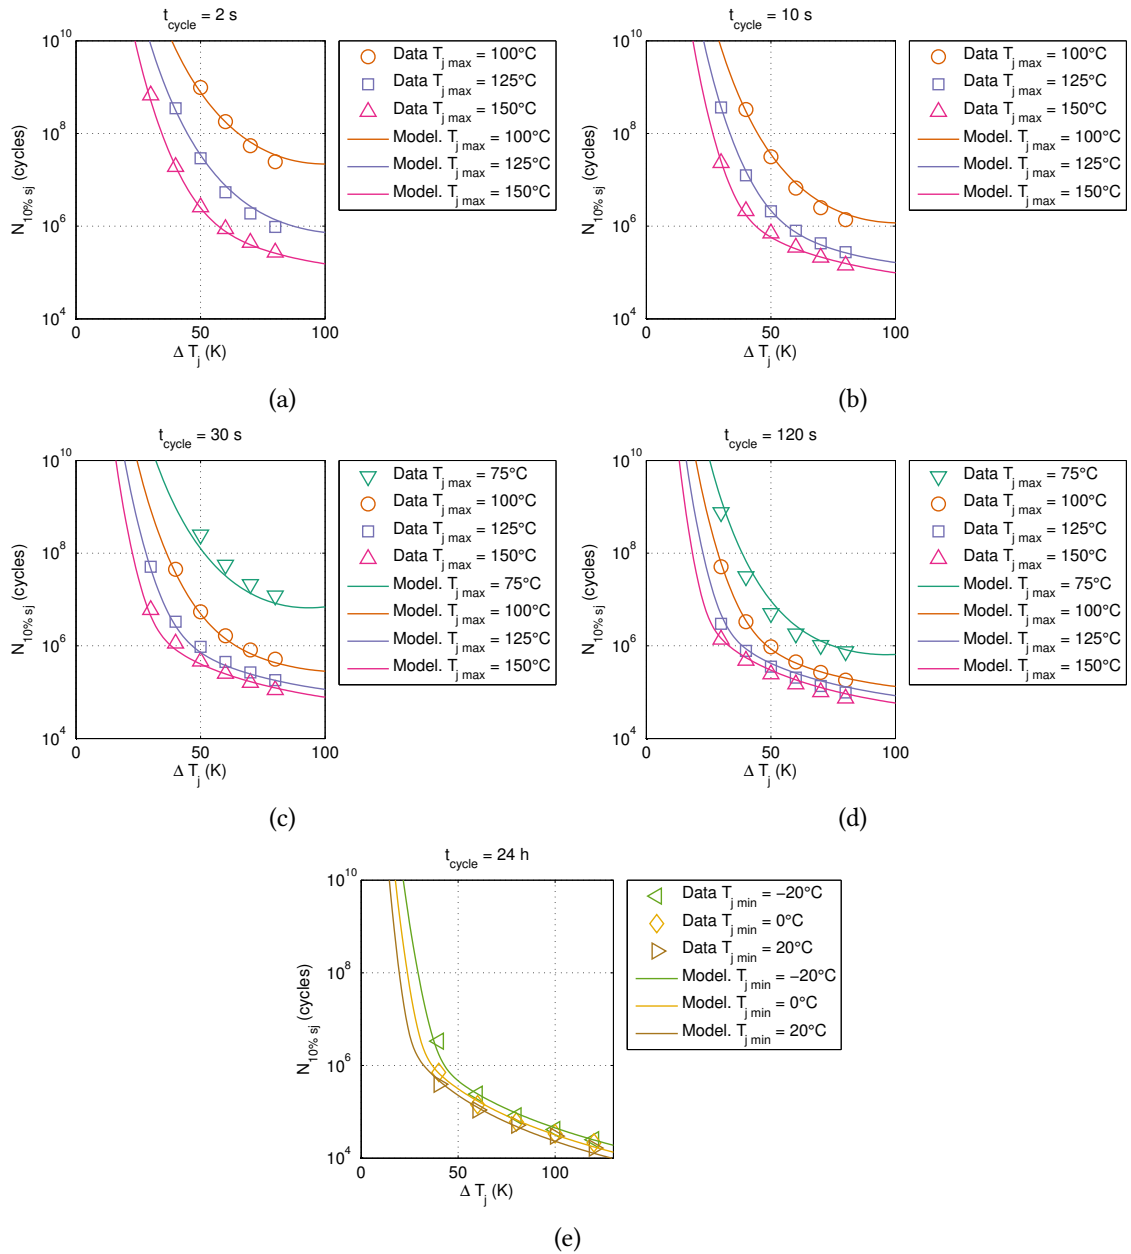 t_cycle = 2 s
10^10
10^8
10^6
10^4
N_10% sj (cycles)
0
50
100
Δ T_j (K)
Data T_j max = 100°C
Data T_j max = 125°C
Data T_j max = 150°C
Model. T_j max = 100°C
Model. T_j max = 125°C
Model. T_j max = 150°C
(a)
t_cycle = 10 s
10^10
10^8
10^6
10^4
N_10% sj (cycles)
0
50
100
Δ T_j (K)
Data T_j max = 100°C
Data T_j max = 125°C
Data T_j max = 150°C
Model. T_j max = 100°C
Model. T_j max = 125°C
Model. T_j max = 150°C
(b)
t_cycle = 30 s
10^10
10^8
10^6
10^4
N_10% sj (cycles)
0
50
100
Δ T_j (K)
Data T_j max = 75°C
Data T_j max = 100°C
Data T_j max = 125°C
Data T_j max = 150°C
Model. T_j max = 75°C
Model. T_j max = 100°C
Model. T_j max = 125°C
Model. T_j max = 150°C
(c)
t_cycle = 120 s
10^10
10^8
10^6
10^4
N_10% sj (cycles)
0
50
100
Δ T_j (K)
Data T_j max = 75°C
Data T_j max = 100°C
Data T_j max = 125°C
Data T_j max = 150°C
Model. T_j max = 75°C
Model. T_j max = 100°C
Model. T_j max = 125°C
Model. T_j max = 150°C
(d)
t_cycle = 24 h
10^10
10^8
10^6
10^4
N_10% sj (cycles)
0
50
100
Δ T_j (K)
Data T_j min = −20°C
Data T_j min = 0°C
Data T_j min = 20°C
Model. T_j min = −20°C
Model. T_j min = 0°C
Model. T_j min = 20°C
(e)